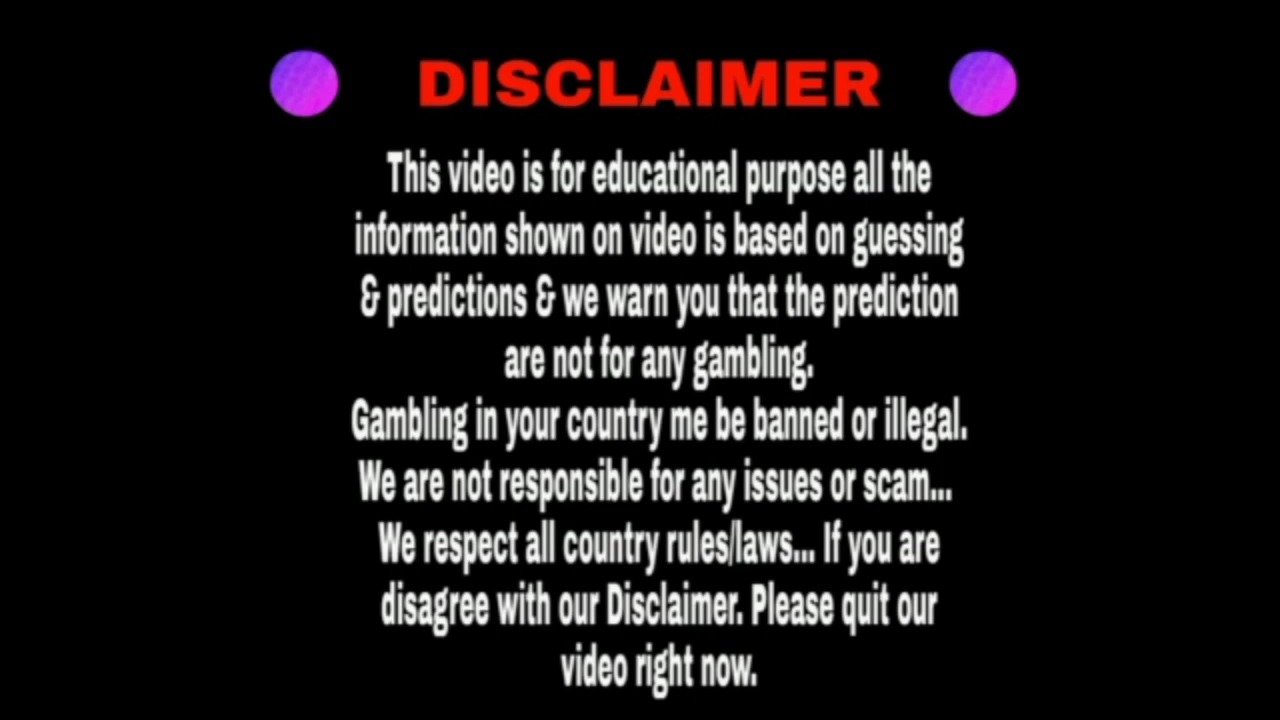 DISCLAIMER
This video is for educational purpose all the
information shown on video is based on guessing
& predictions & we warn you that the prediction
are not for any gambling.
Gambling in your country me be banned or illegal.
We are not responsible for any issues or scam...
We respect all country rules/laws... If you are
disagree with our Disclaimer. Please quit our
video right now.